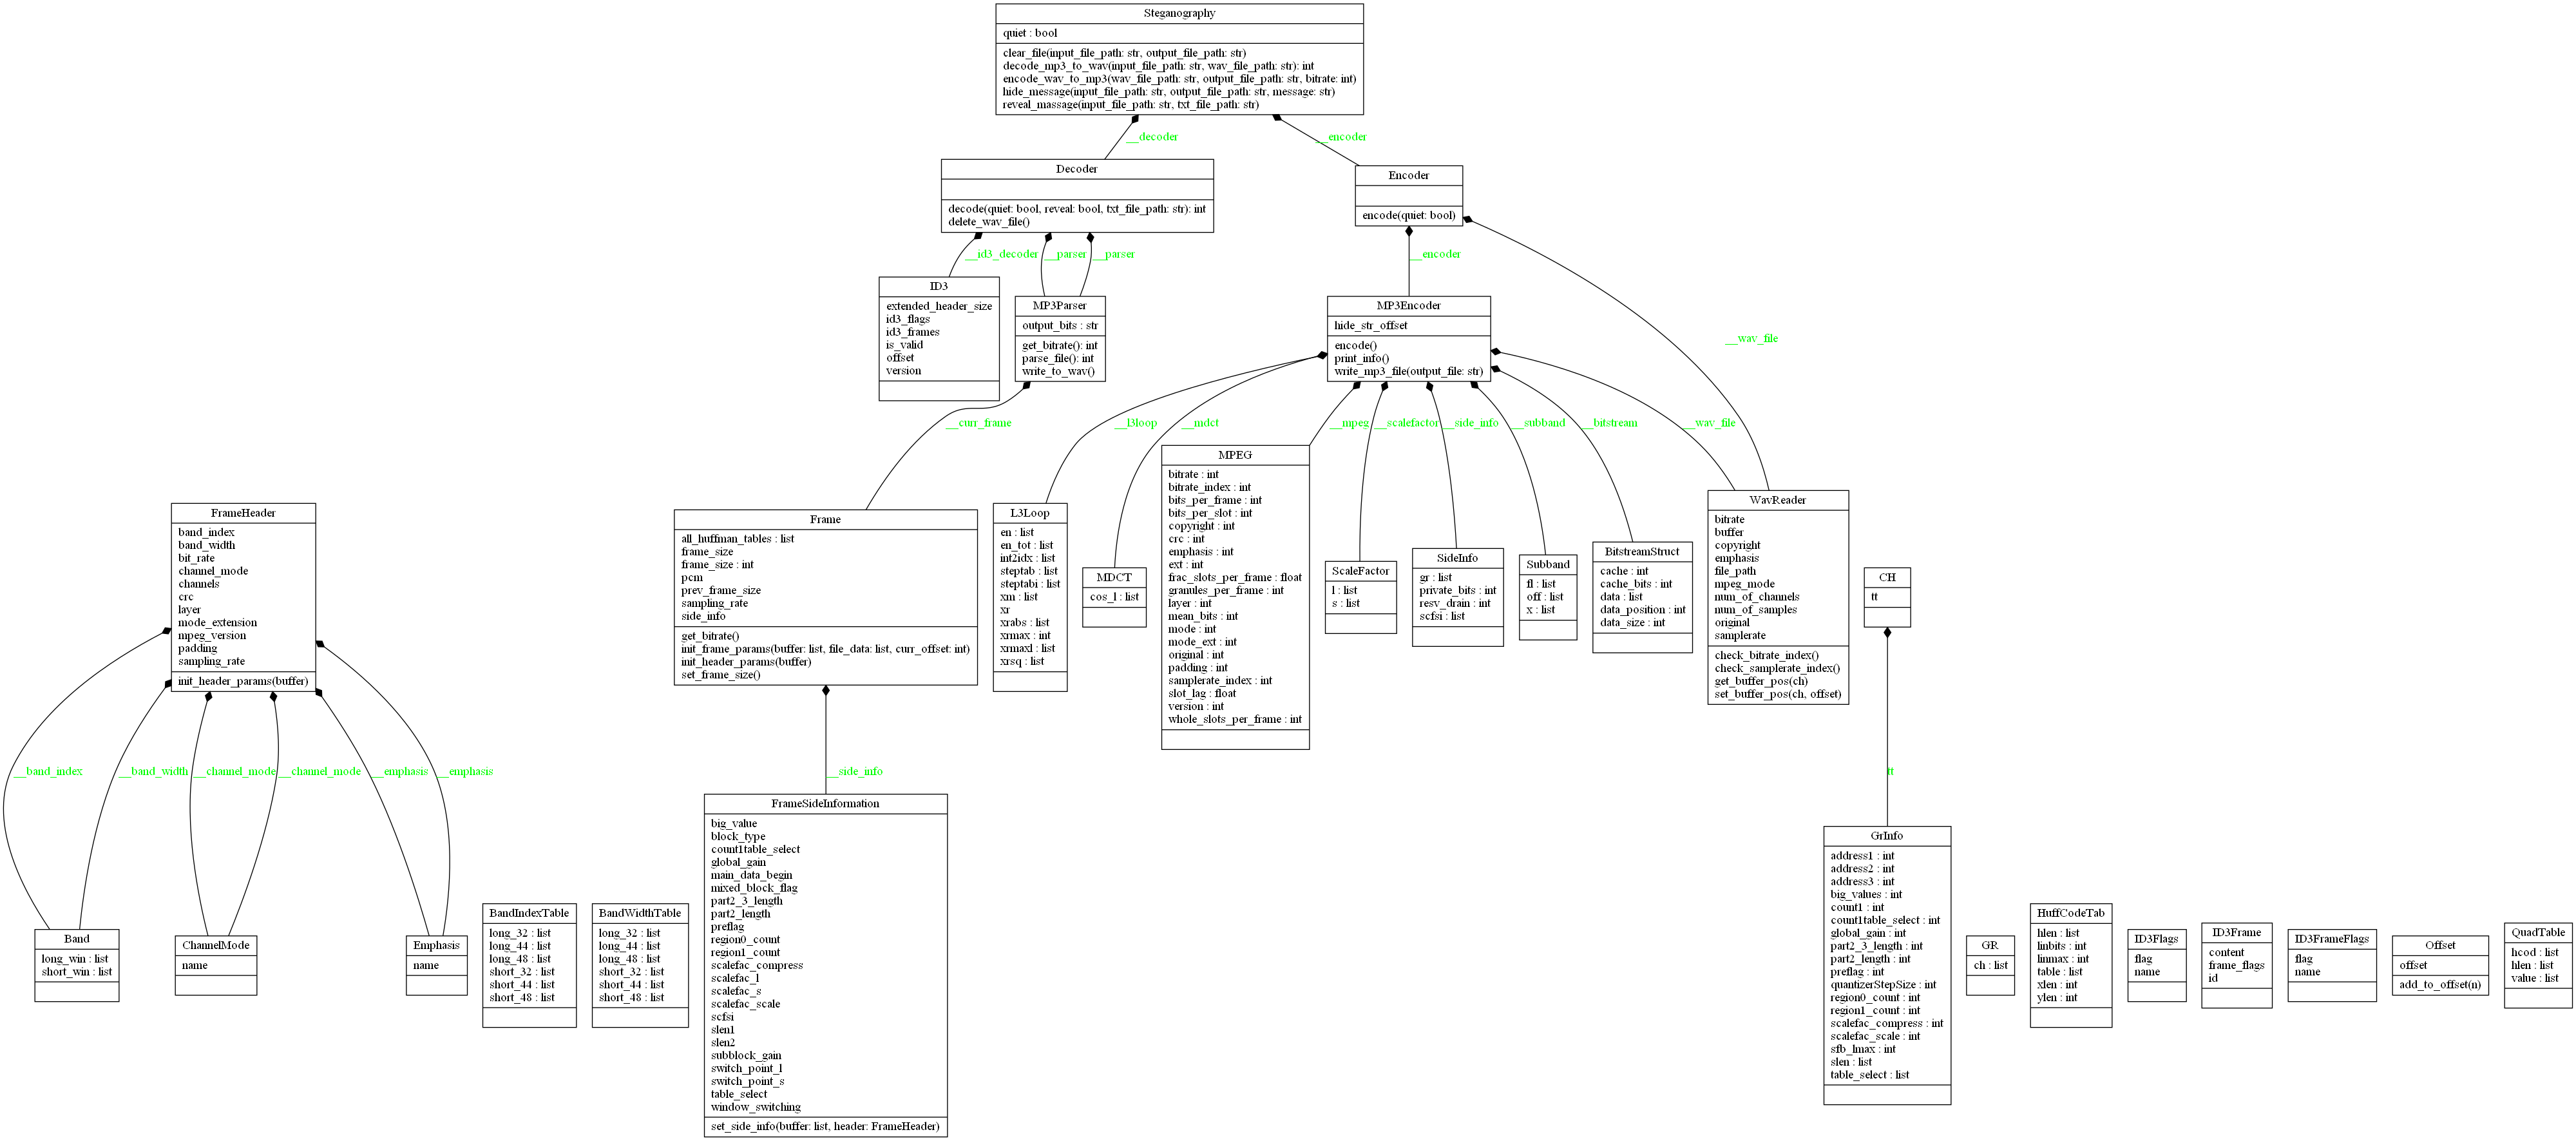 Steganography
quiet : bool
clear_file(input_file_path: str, output_file_path: str)
decode_mp3_to_wav(input_file_path: str, wav_file_path: str): int
encode_wav_to_mp3(wav_file_path: str, output_file_path: str, bitrate: int)
hide_message(input_file_path: str, output_file_path: str, message: str)
reveal_massage(input_file_path: str, txt_file_path: str)
__decoder
__encoder
Decoder
decode(quiet: bool, reveal: bool, txt_file_path: str): int
delete_wav_file()
Encoder
encode(quiet: bool)
__id3_decoder
__parser
__parser
__encoder
__wav_file
ID3
extended_header_size
id3_flags
id3_frames
is_valid
offset
version
MP3Parser
output_bits : str
get_bitrate(): int
parse_file(): int
write_to_wav()
MP3Encoder
hide_str_offset
encode()
print_info()
write_mp3_file(output_file: str)
__curr_frame
__l3loop
__mdct
__mpeg
__scalefactor
__side_info
__subband
__bitstream
__wav_file
FrameHeader
band_index
band_width
bit_rate
channel_mode
channels
crc
layer
mode_extension
mpeg_version
padding
sampling_rate
init_header_params(buffer)
Frame
all_huffman_tables : list
frame_size
frame_size : int
pcm
prev_frame_size
sampling_rate
side_info
get_bitrate()
init_frame_params(buffer: list, file_data: list, curr_offset: int)
init_header_params(buffer)
set_frame_size()
L3Loop
en : list
en_tot : list
int2idx : list
steptab : list
steptabi : list
xm : list
xr
xrabs : list
xrmax : int
xrmaxl : list
xrsq : list
MDCT
cos_l : list
MPEG
bitrate : int
bitrate_index : int
bits_per_frame : int
bits_per_slot : int
copyright : int
crc : int
emphasis : int
ext : int
frac_slots_per_frame : float
granules_per_frame : int
layer : int
mean_bits : int
mode : int
mode_ext : int
original : int
padding : int
samplerate_index : int
slot_lag : float
version : int
whole_slots_per_frame : int
ScaleFactor
l : list
s : list
SideInfo
gr : list
private_bits : int
resv_drain : int
scfsi : list
Subband
fl : list
off : list
x : list
BitstreamStruct
cache : int
cache_bits : int
data : list
data_position : int
data_size : int
WavReader
bitrate
buffer
copyright
emphasis
file_path
mpeg_mode
num_of_channels
num_of_samples
original
samplerate
check_bitrate_index()
check_samplerate_index()
get_buffer_pos(ch)
set_buffer_pos(ch, offset)
CH
tt
__band_index
__band_width
__channel_mode
__channel_mode
__emphasis
__emphasis
__side_info
tt
Band
long_win : list
short_win : list
ChannelMode
name
Emphasis
name
BandIndexTable
long_32 : list
long_44 : list
long_48 : list
short_32 : list
short_44 : list
short_48 : list
BandWidthTable
long_32 : list
long_44 : list
long_48 : list
short_32 : list
short_44 : list
short_48 : list
FrameSideInformation
big_value
block_type
count1table_select
global_gain
main_data_begin
mixed_block_flag
part2_3_length
part2_length
preflag
region0_count
region1_count
scalefac_compress
scalefac_l
scalefac_s
scalefac_scale
scfsi
slen1
slen2
subblock_gain
switch_point_l
switch_point_s
table_select
window_switching
set_side_info(buffer: list, header: FrameHeader)
GrInfo
address1 : int
address2 : int
address3 : int
big_values : int
count1 : int
count1table_select : int
global_gain : int
part2_3_length : int
part2_length : int
preflag : int
quantizerStepSize : int
region0_count : int
region1_count : int
scalefac_compress : int
scalefac_scale : int
sfb_lmax : int
slen : list
table_select : list
GR
ch : list
HuffCodeTab
hlen : list
linbits : int
linmax : int
table : list
xlen : int
ylen : int
ID3Flags
flag
name
ID3Frame
content
frame_flags
id
ID3FrameFlags
flag
name
Offset
offset
add_to_offset(n)
QuadTable
hcod : list
hlen : list
value : list